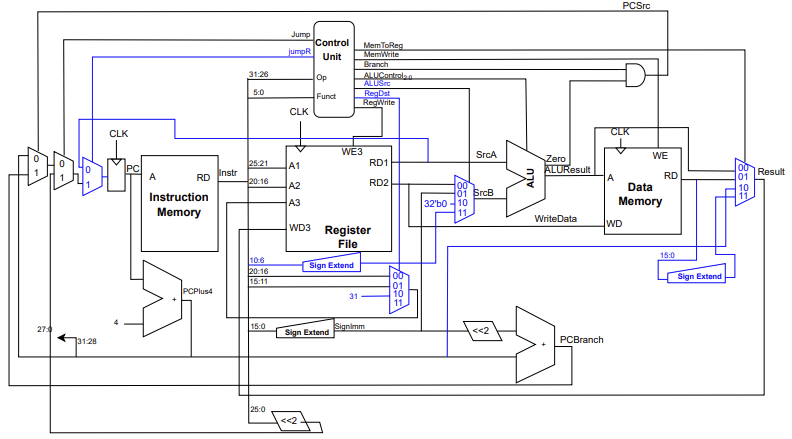 PCSrc
Jump
jumpR
Control
Unit
MemToReg
MemWrite
Branch
ALUControl2:0
ALUSrc
RegDst
RegWrite
31:26
Op
5:0
Funct
CLK
CLK
CLK
0
1
0
1
0
1
PC
A
RD
Instr
Instruction
Memory
25:21
20:16
A1
A2
A3
WD3
WE3
RD1
RD2
Register
File
SrcA
00
01
10
11
32'b0
SrcB
ALU
Zero
ALUResult
WriteData
A
WE
RD
WD
Data
Memory
00
01
10
11
Result
15:0
Sign Extend
10:6
Sign Extend
20:16
15:11
31
00
01
10
11
+
PCPlus4
4
27:0
31:28
15:0
Sign Extend
SignImm
<<2
+
PCBranch
25:0
<<2